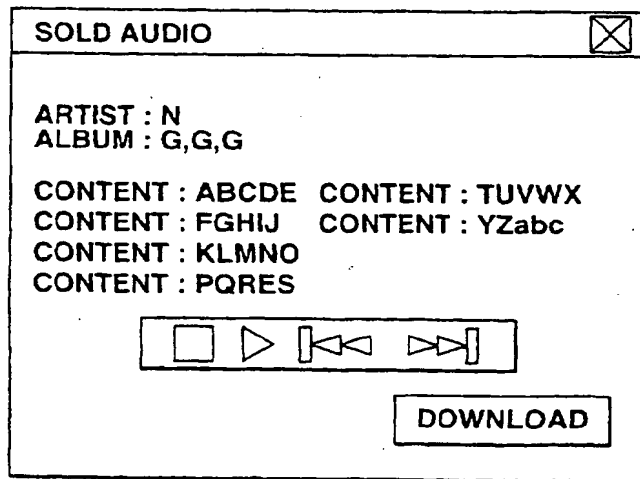 SOLD AUDIO
ARTIST : N
ALBUM : G,G,G
CONTENT : ABCDE CONTENT : TUVWX
CONTENT : FGHIJ CONTENT : YZabc
CONTENT : KLMNO
CONTENT : PQRES
DOWNLOAD